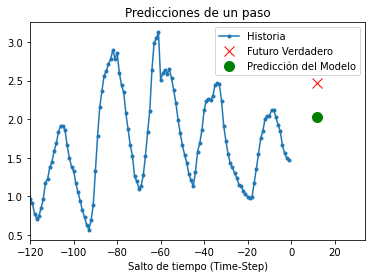 Predicciones de un paso
Historia
Futuro Verdadero
Predicción del Modelo
3.0
2.5
2.0
1.5
1.0
0.5
−120 −100 −80 −60 −40 −20 0 20
Salto de tiempo (Time-Step)